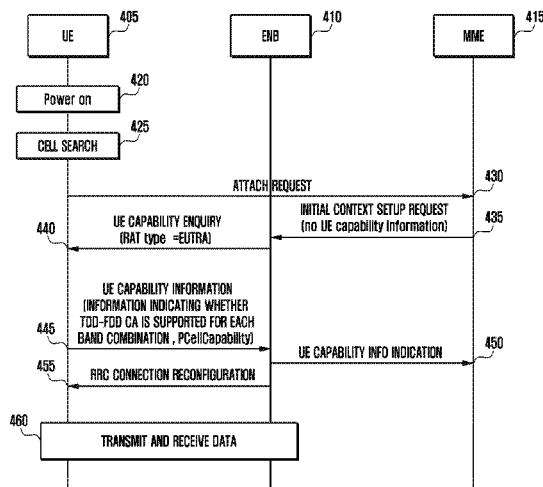 405
UE
410
ENB
415
MME
420
Power on
425
CELL SEARCH
ATTACH REQUEST
430
INITIAL CONTEXT SETUP REQUEST
(no UE capability information)
435
UE CAPABILITY ENQUIRY
(RAT type =EUTRA)
440
UE CAPABILITY INFORMATION
(INFORMATION INDICATING WHETHER
TDD-FDD CA IS SUPPORTED FOR EACH
BAND COMBINATION , PCellCapability)
445
UE CAPABILITY INFO INDICATION
450
455
RRC CONNECTION RECONFIGURATION
460
TRANSMIT AND RECEIVE DATA